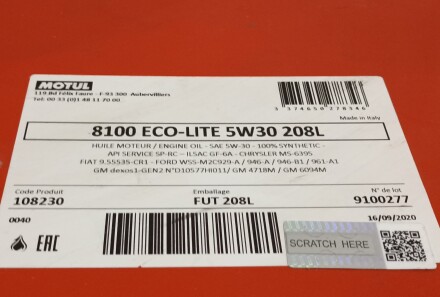 MOTUL
119 Bd Félix Faure - F-93 300 Aubervilliers
Tel: 00 33 (0)1 48 11 70 00
3 374650 278346
Made in Italy
8100 ECO-LITE 5W30 208L
HUILE MOTEUR / ENGINE OIL - SAE 5W-30 - 100% SYNTHETIC -
API SERVICE SP-RC - ILSAC GF-6A - CHRYSLER MS-6395
FIAT 9.55535-CR1 - FORD WSS-M2C929-A / 946-A / 946-B1 / 961-A1
GM dexos1-GEN2 N°D10577HI011/ GM 4718M / GM 6094M
Code Produit Emballage N° de lot
108230 FUT 208L 9100277
0040 16/09/2020
EAC SCRATCH HERE